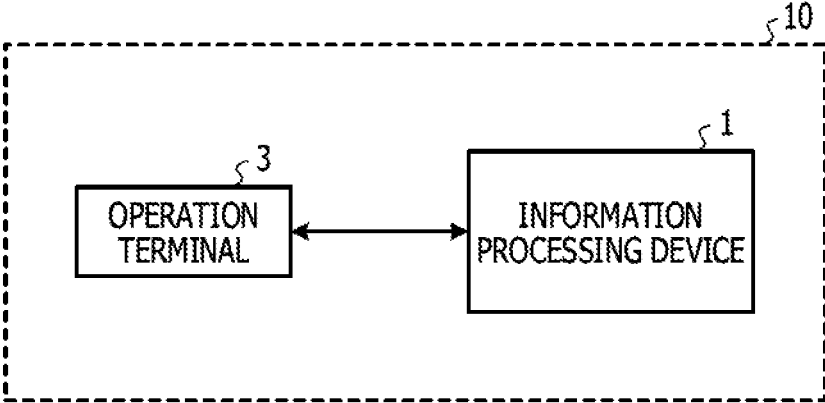 10
1
3
OPERATION
TERMINAL
INFORMATION
PROCESSING DEVICE